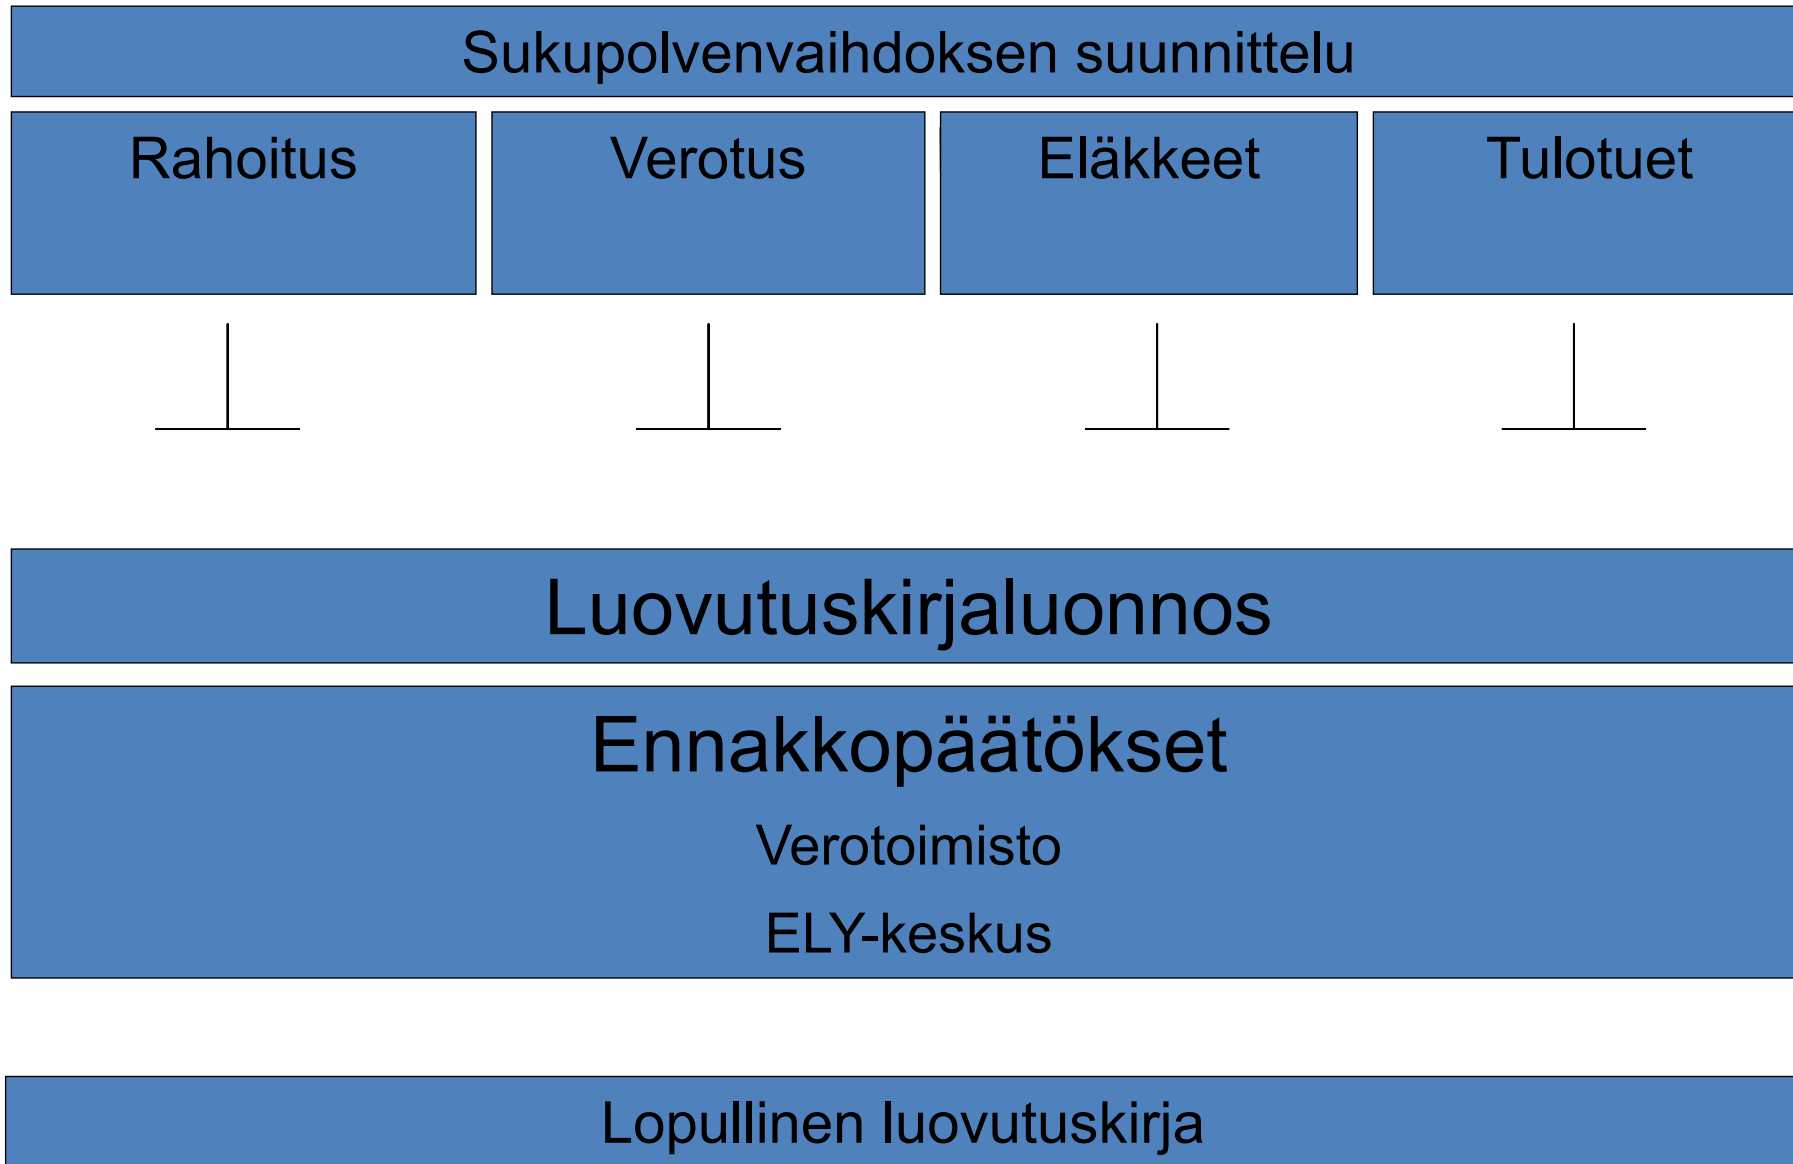 Sukupolvenvaihdoksen suunnittelu
Rahoitus
Verotus
Eläkkeet
Tulotuet
Luovutuskirjaluonnos
Ennakkopäätökset
Verotoimisto
ELY-keskus
Lopullinen luovutuskirja